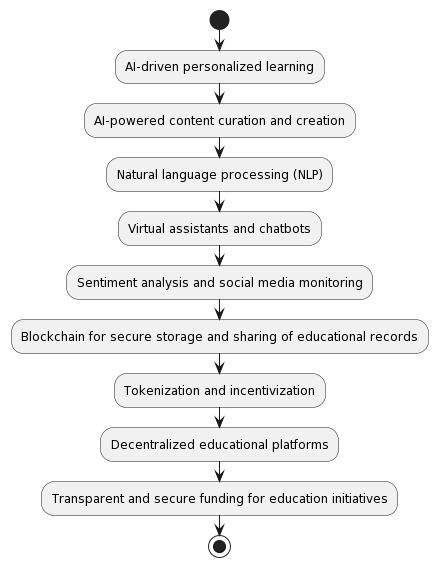 AI-driven personalized learning
AI-powered content curation and creation
Natural language processing (NLP)
Virtual assistants and chatbots
Sentiment analysis and social media monitoring
Blockchain for secure storage and sharing of educational records
Tokenization and incentivization
Decentralized educational platforms
Transparent and secure funding for education initiatives